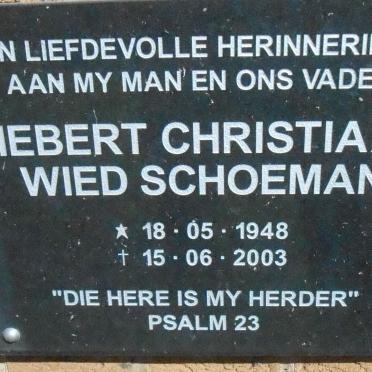 N LIEFDEVOLLE HERINNERI
AAN MY MAN EN ONS VADE
IEBERT CHRISTIA
WIED SCHOEMAN
18 · 05 · 1948
† 15 · 06 · 2003
"DIE HERE IS MY HERDER"
PSALM 23